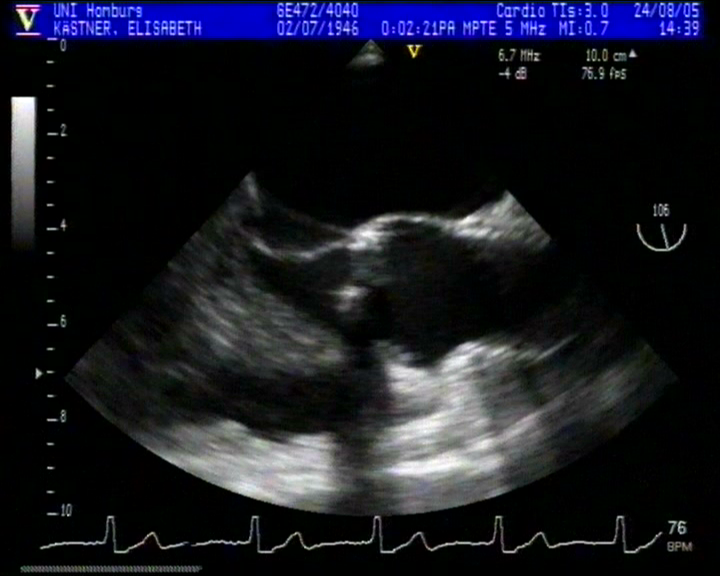 V UNI Homburg 6E472/4040 Cardio TIs:3.0 24/08/05
KäSTNER, ELISABETH 02/07/1946 0:02:21PA MPTE 5 MHz MI:0.7 14:39
0 V 6.7 MHz 10.0 cm
-4 dB 76.9 fps
2
106
4
6
8
10
76
BPM